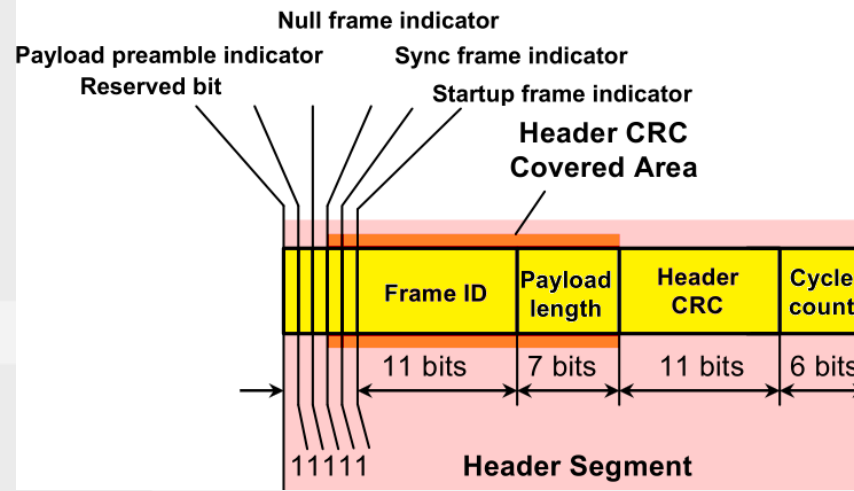 Null frame indicator
Payload preamble indicator
Sync frame indicator
Reserved bit
Startup frame indicator
Header CRC
Covered Area
Frame ID
Payload
length
Header
CRC
Cycle
count
11 bits
7 bits
11 bits
6 bits
11111
Header Segment